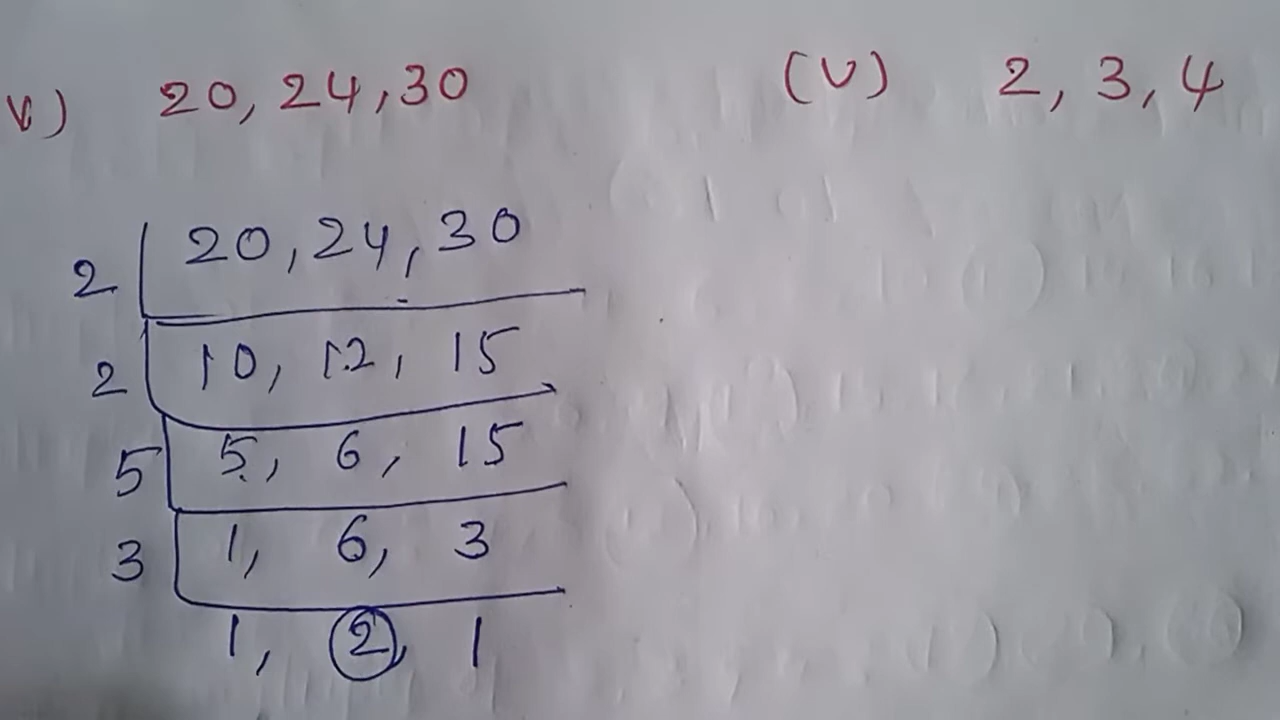 v) 20, 24, 30
(v) 2, 3, 4
2 20, 24, 30
2 10, 12, 15
5 5, 6, 15
3 1, 6, 3
1, 2, 1